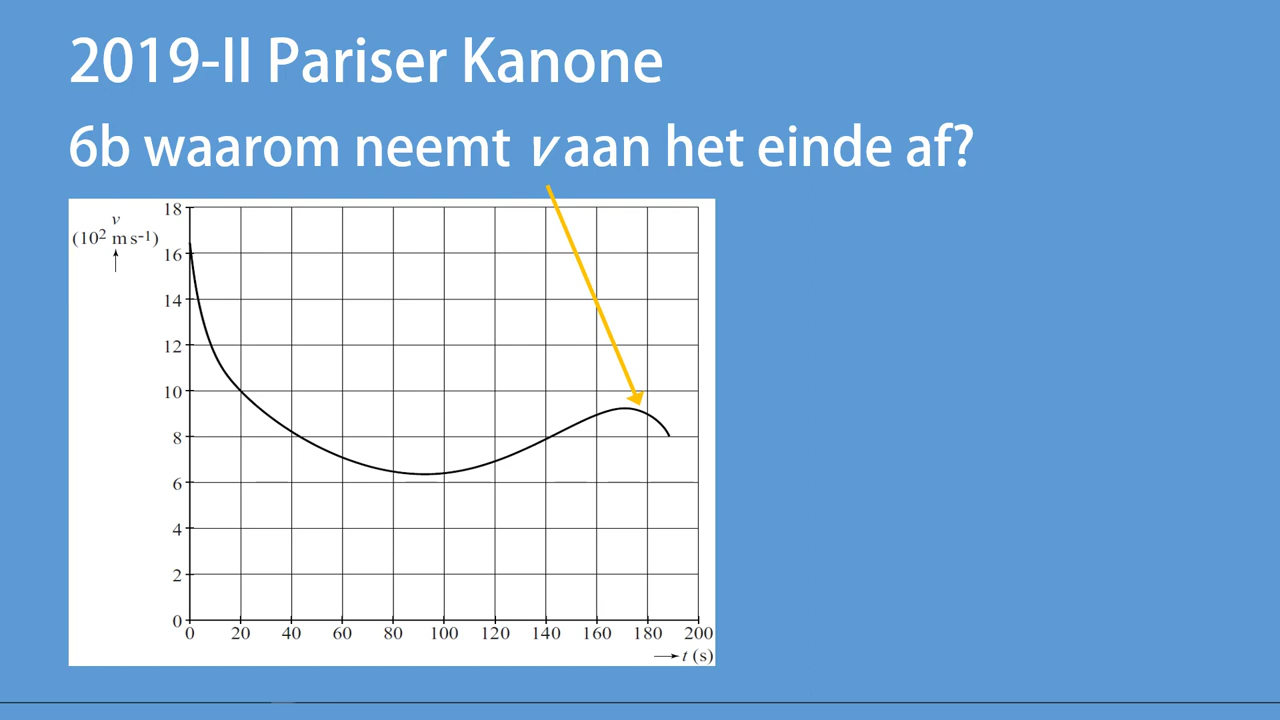 2019-II Pariser Kanone
6b waarom neemt v aan het einde af?
v
(10² m s⁻¹)
18
16
14
12
10
8
6
4
2
0
0 20 40 60 80 100 120 140 160 180 200
t (s)